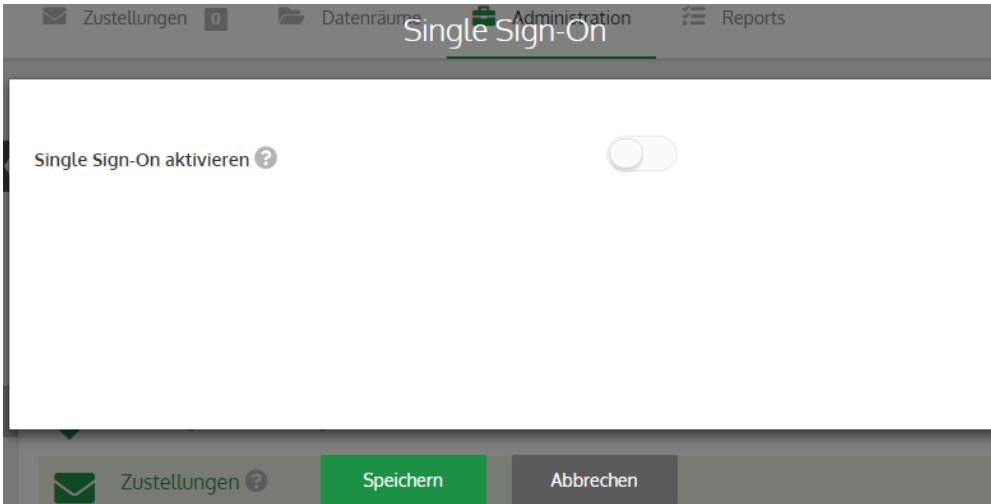 Zustellungen 0 Datenräume Administration Reports
Single Sign-On
Single Sign-On aktivieren ?
Zustellungen ? Speichern Abbrechen